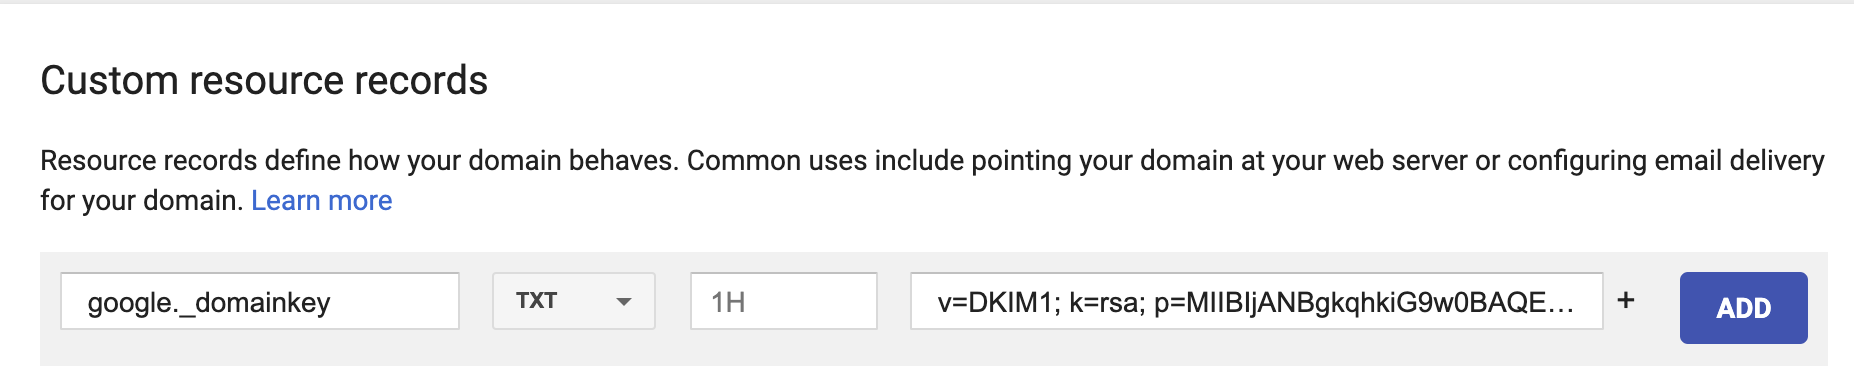 Custom resource records
Resource records define how your domain behaves. Common uses include pointing your domain at your web server or configuring email delivery
for your domain. Learn more
google._domainkey TXT 1H v=DKIM1; k=rsa; p=MIIBIjANBgkqhkiG9w0BAQE... + ADD